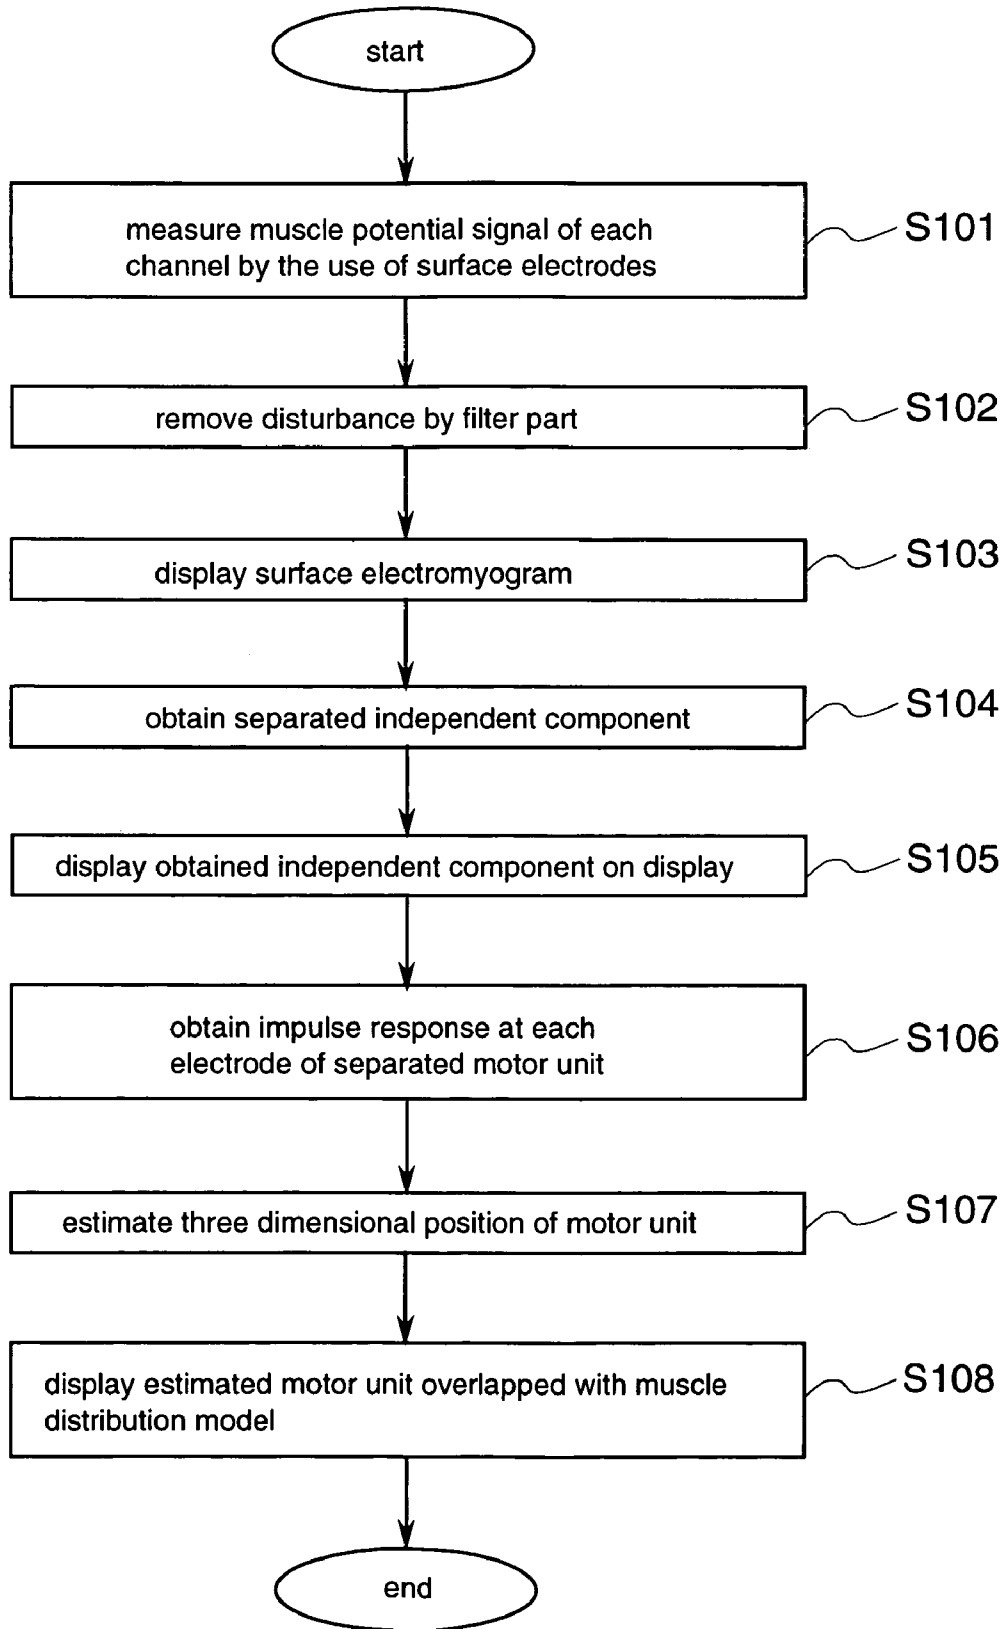 start
measure muscle potential signal of each
channel by the use of surface electrodes
S101
remove disturbance by filter part
S102
display surface electromyogram
S103
obtain separated independent component
S104
display obtained independent component on display
S105
obtain impulse response at each
electrode of separated motor unit
S106
estimate three dimensional position of motor unit
S107
display estimated motor unit overlapped with muscle
distribution model
S108
end